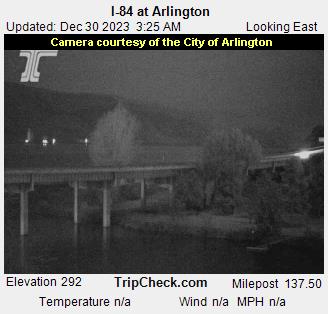 I-84 at Arlington
Updated: Dec 30 2023 3:25 AM Looking East
Camera courtesy of the City of Arlington
Elevation 292 TripCheck.com Milepost 137.50
Temperature n/a Wind n/a MPH n/a